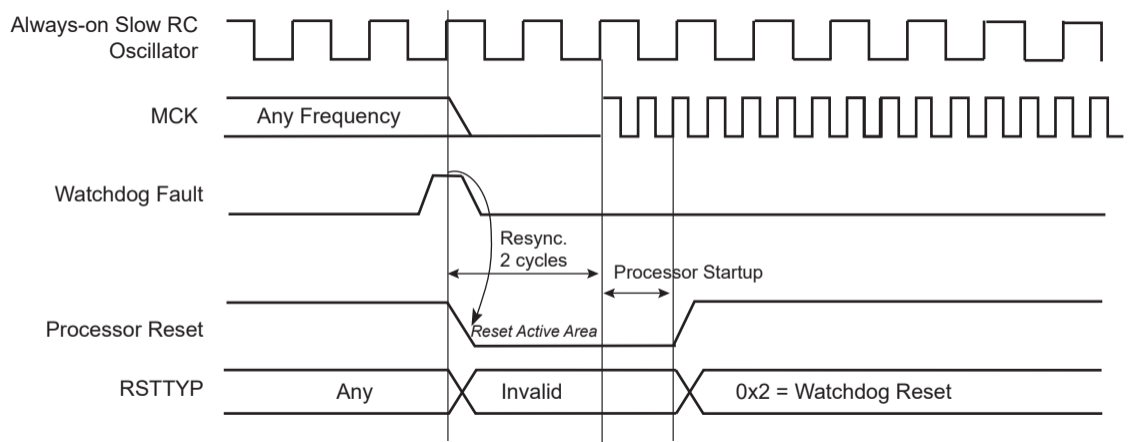 Always-on Slow RC
Oscillator
MCK
Any Frequency
Watchdog Fault
Resync.
2 cycles
Processor Startup
Processor Reset
Reset Active Area
RSTTYP
Any
Invalid
0x2 = Watchdog Reset